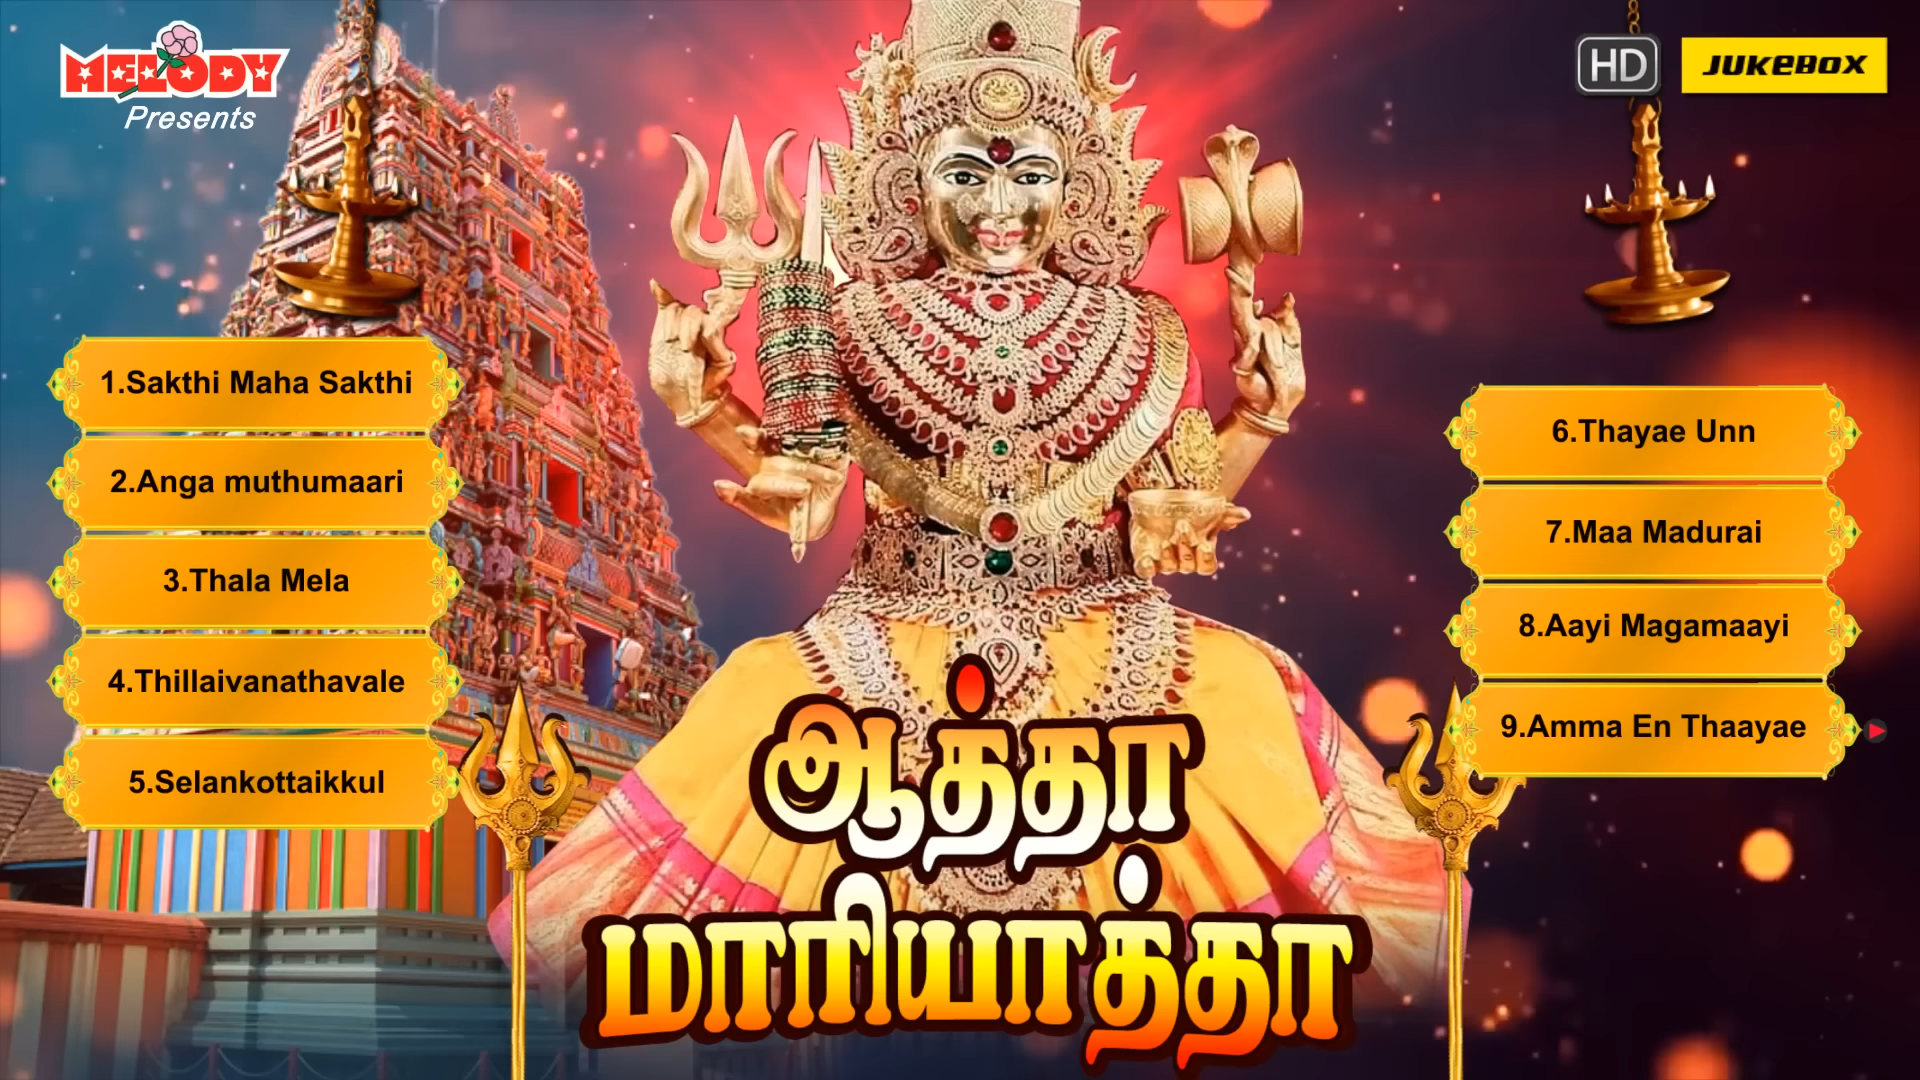 MELODY
Presents
HD
JUKEBOX
1.Sakthi Maha Sakthi
2.Anga muthumaari
3.Thala Mela
4.Thillaivanathavale
5.Selankottaikkul
6.Thayae Unn
7.Maa Madurai
8.Aayi Magamaayi
9.Amma En Thaayae
ஆத்தா
மாரியாத்தா